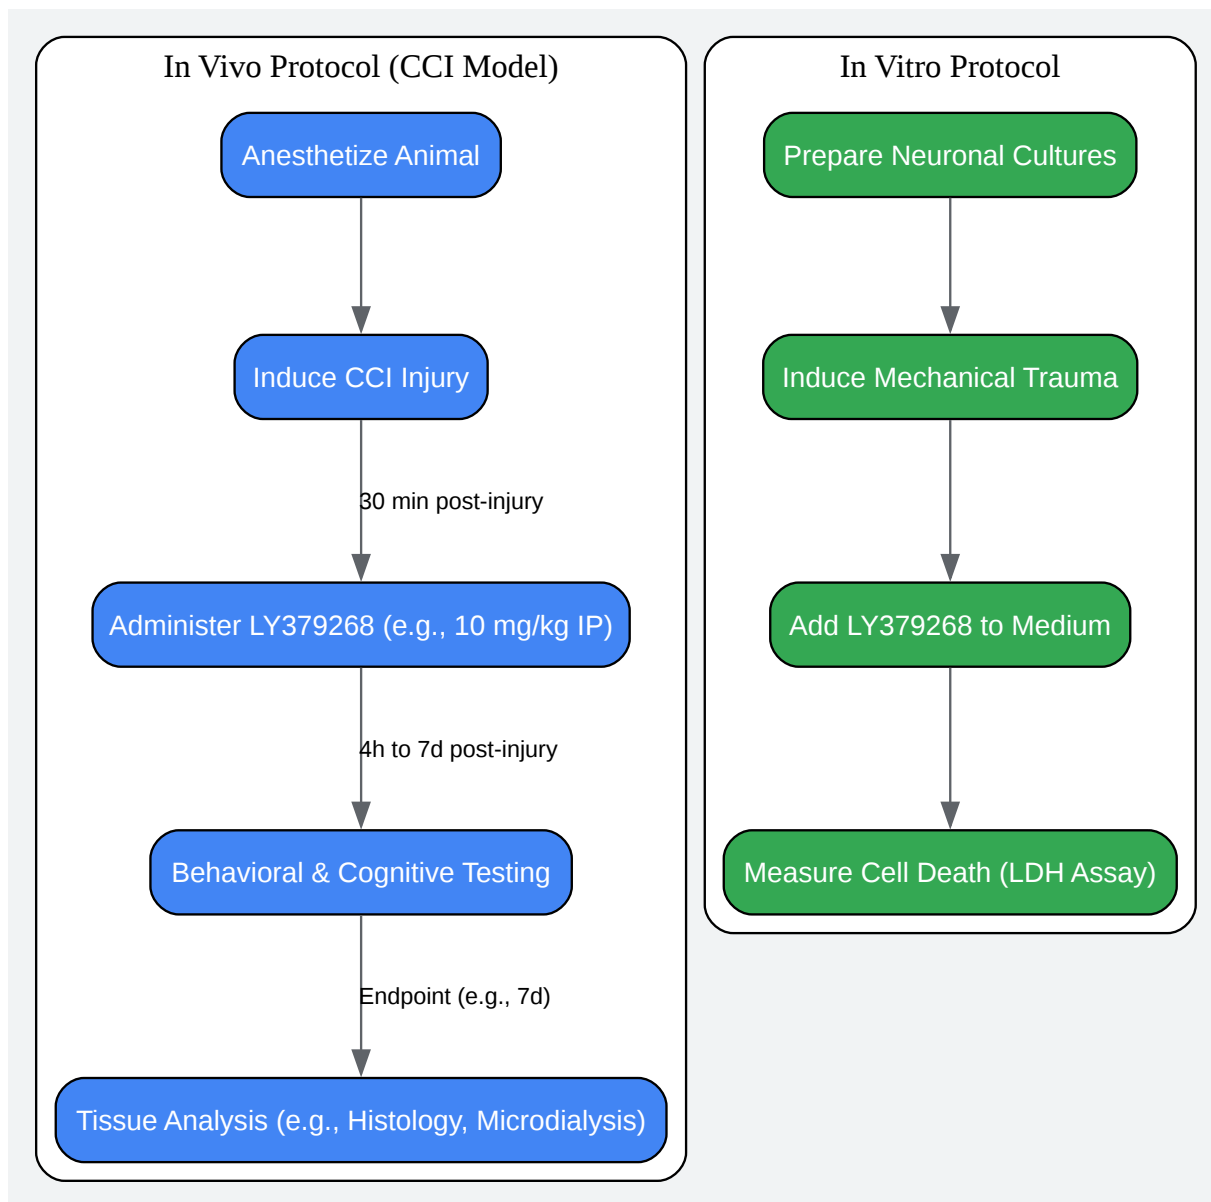 In Vivo Protocol (CCI Model)
Anesthetize Animal
Induce CCI Injury
30 min post-injury
Administer LY379268 (e.g., 10 mg/kg IP)
4h to 7d post-injury
Behavioral & Cognitive Testing
Endpoint (e.g., 7d)
Tissue Analysis (e.g., Histology, Microdialysis)
In Vitro Protocol
Prepare Neuronal Cultures
Induce Mechanical Trauma
Add LY379268 to Medium
Measure Cell Death (LDH Assay)